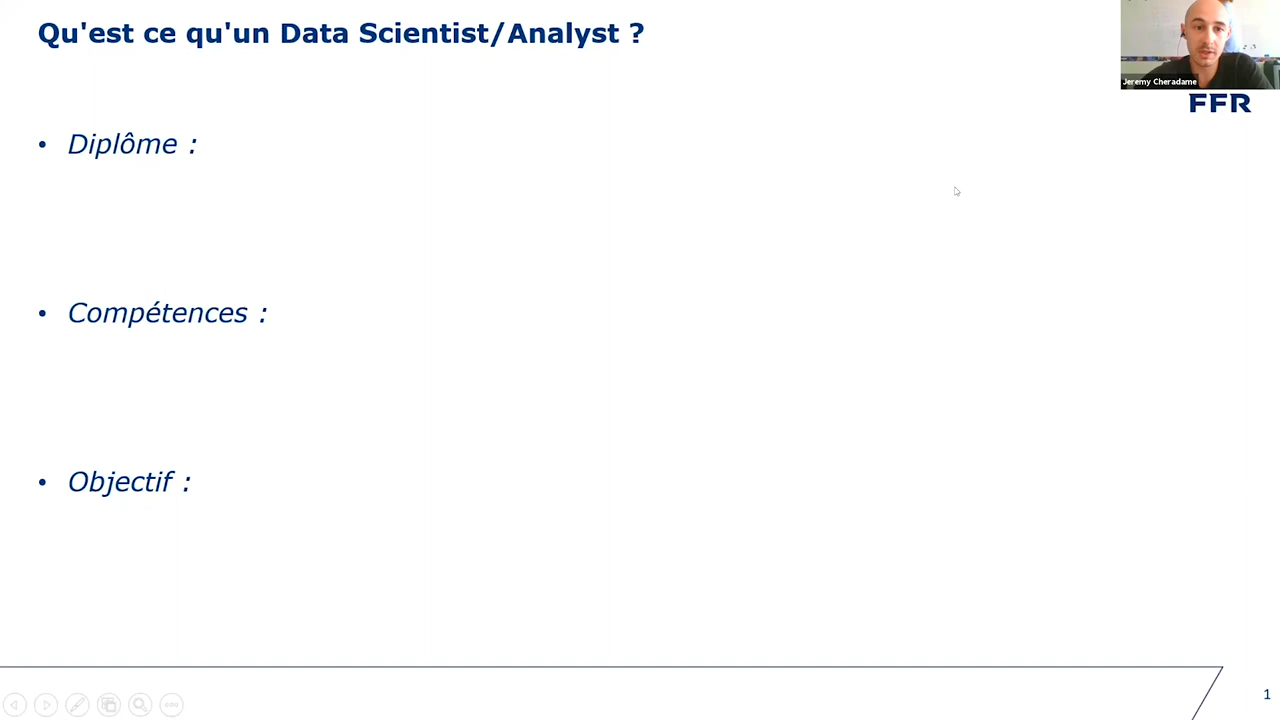 Qu'est ce qu'un Data Scientist/Analyst ?
Jeremy Cheradame
FFR
• Diplôme :
• Compétences :
• Objectif :
1